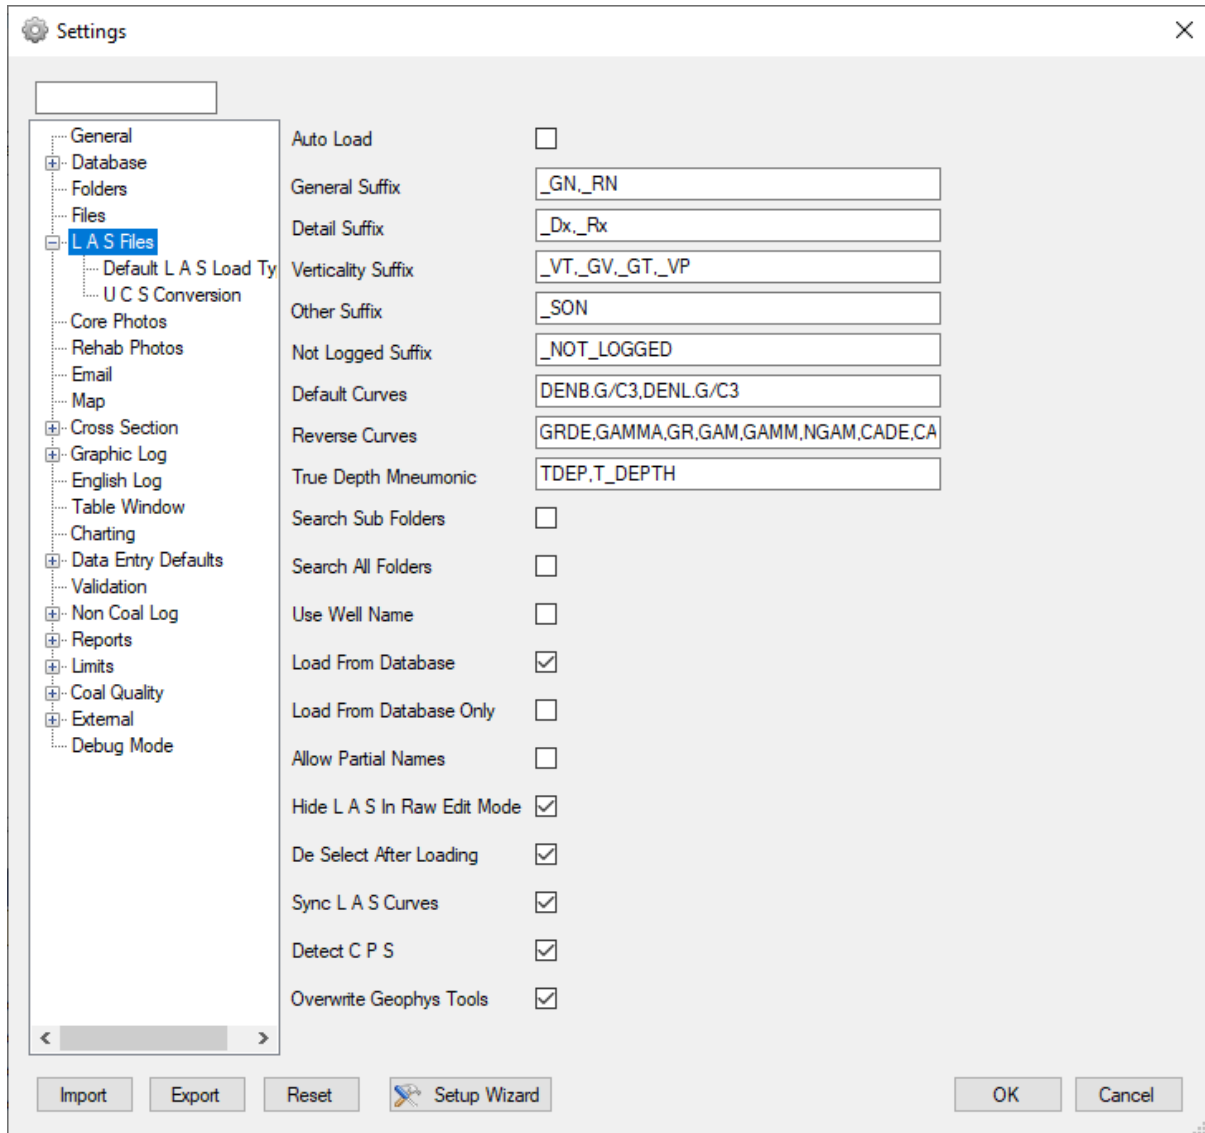 Settings
General
Database
Folders
Files
L A S Files
Default L A S Load Ty
U C S Conversion
Core Photos
Rehab Photos
Email
Map
Cross Section
Graphic Log
English Log
Table Window
Charting
Data Entry Defaults
Validation
Non Coal Log
Reports
Limits
Coal Quality
External
Debug Mode
Auto Load
General Suffix _GN,_RN
Detail Suffix _Dx,_Rx
Verticality Suffix _VT,_GV,_GT,_VP
Other Suffix _SON
Not Logged Suffix _NOT_LOGGED
Default Curves DENB.G/C3,DENL.G/C3
Reverse Curves GRDE,GAMMA,GR,GAM,GAMM,NGAM,CADE,CA
True Depth Mneumonic TDEP,T_DEPTH
Search Sub Folders
Search All Folders
Use Well Name
Load From Database
Load From Database Only
Allow Partial Names
Hide L A S In Raw Edit Mode
De Select After Loading
Sync L A S Curves
Detect C P S
Overwrite Geophys Tools
Import Export Reset Setup Wizard OK Cancel